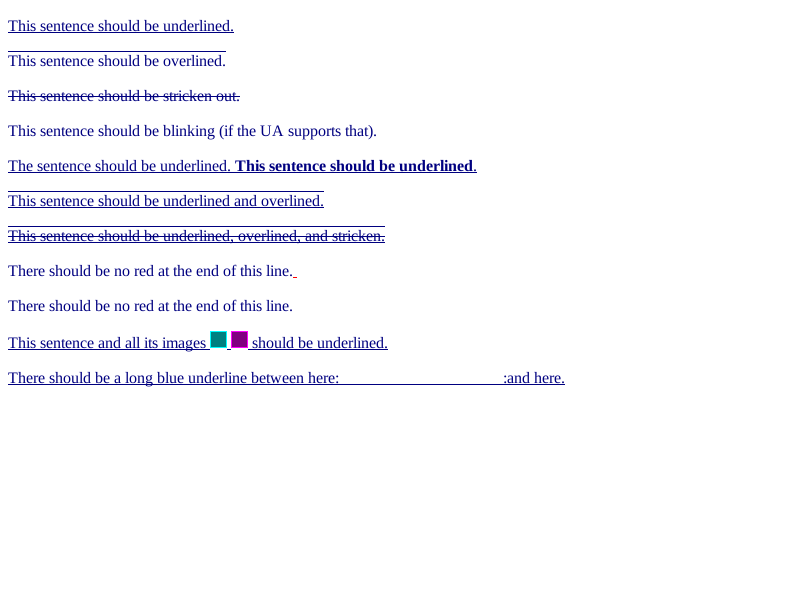 This sentence should be underlined.
This sentence should be overlined.
This sentence should be stricken out.
This sentence should be blinking (if the UA supports that).
The sentence should be underlined. This sentence should be underlined.
This sentence should be underlined and overlined.
This sentence should be underlined, overlined, and stricken.
There should be no red at the end of this line.
There should be no red at the end of this line.
This sentence and all its images should be underlined.
There should be a long blue underline between here: :and here.